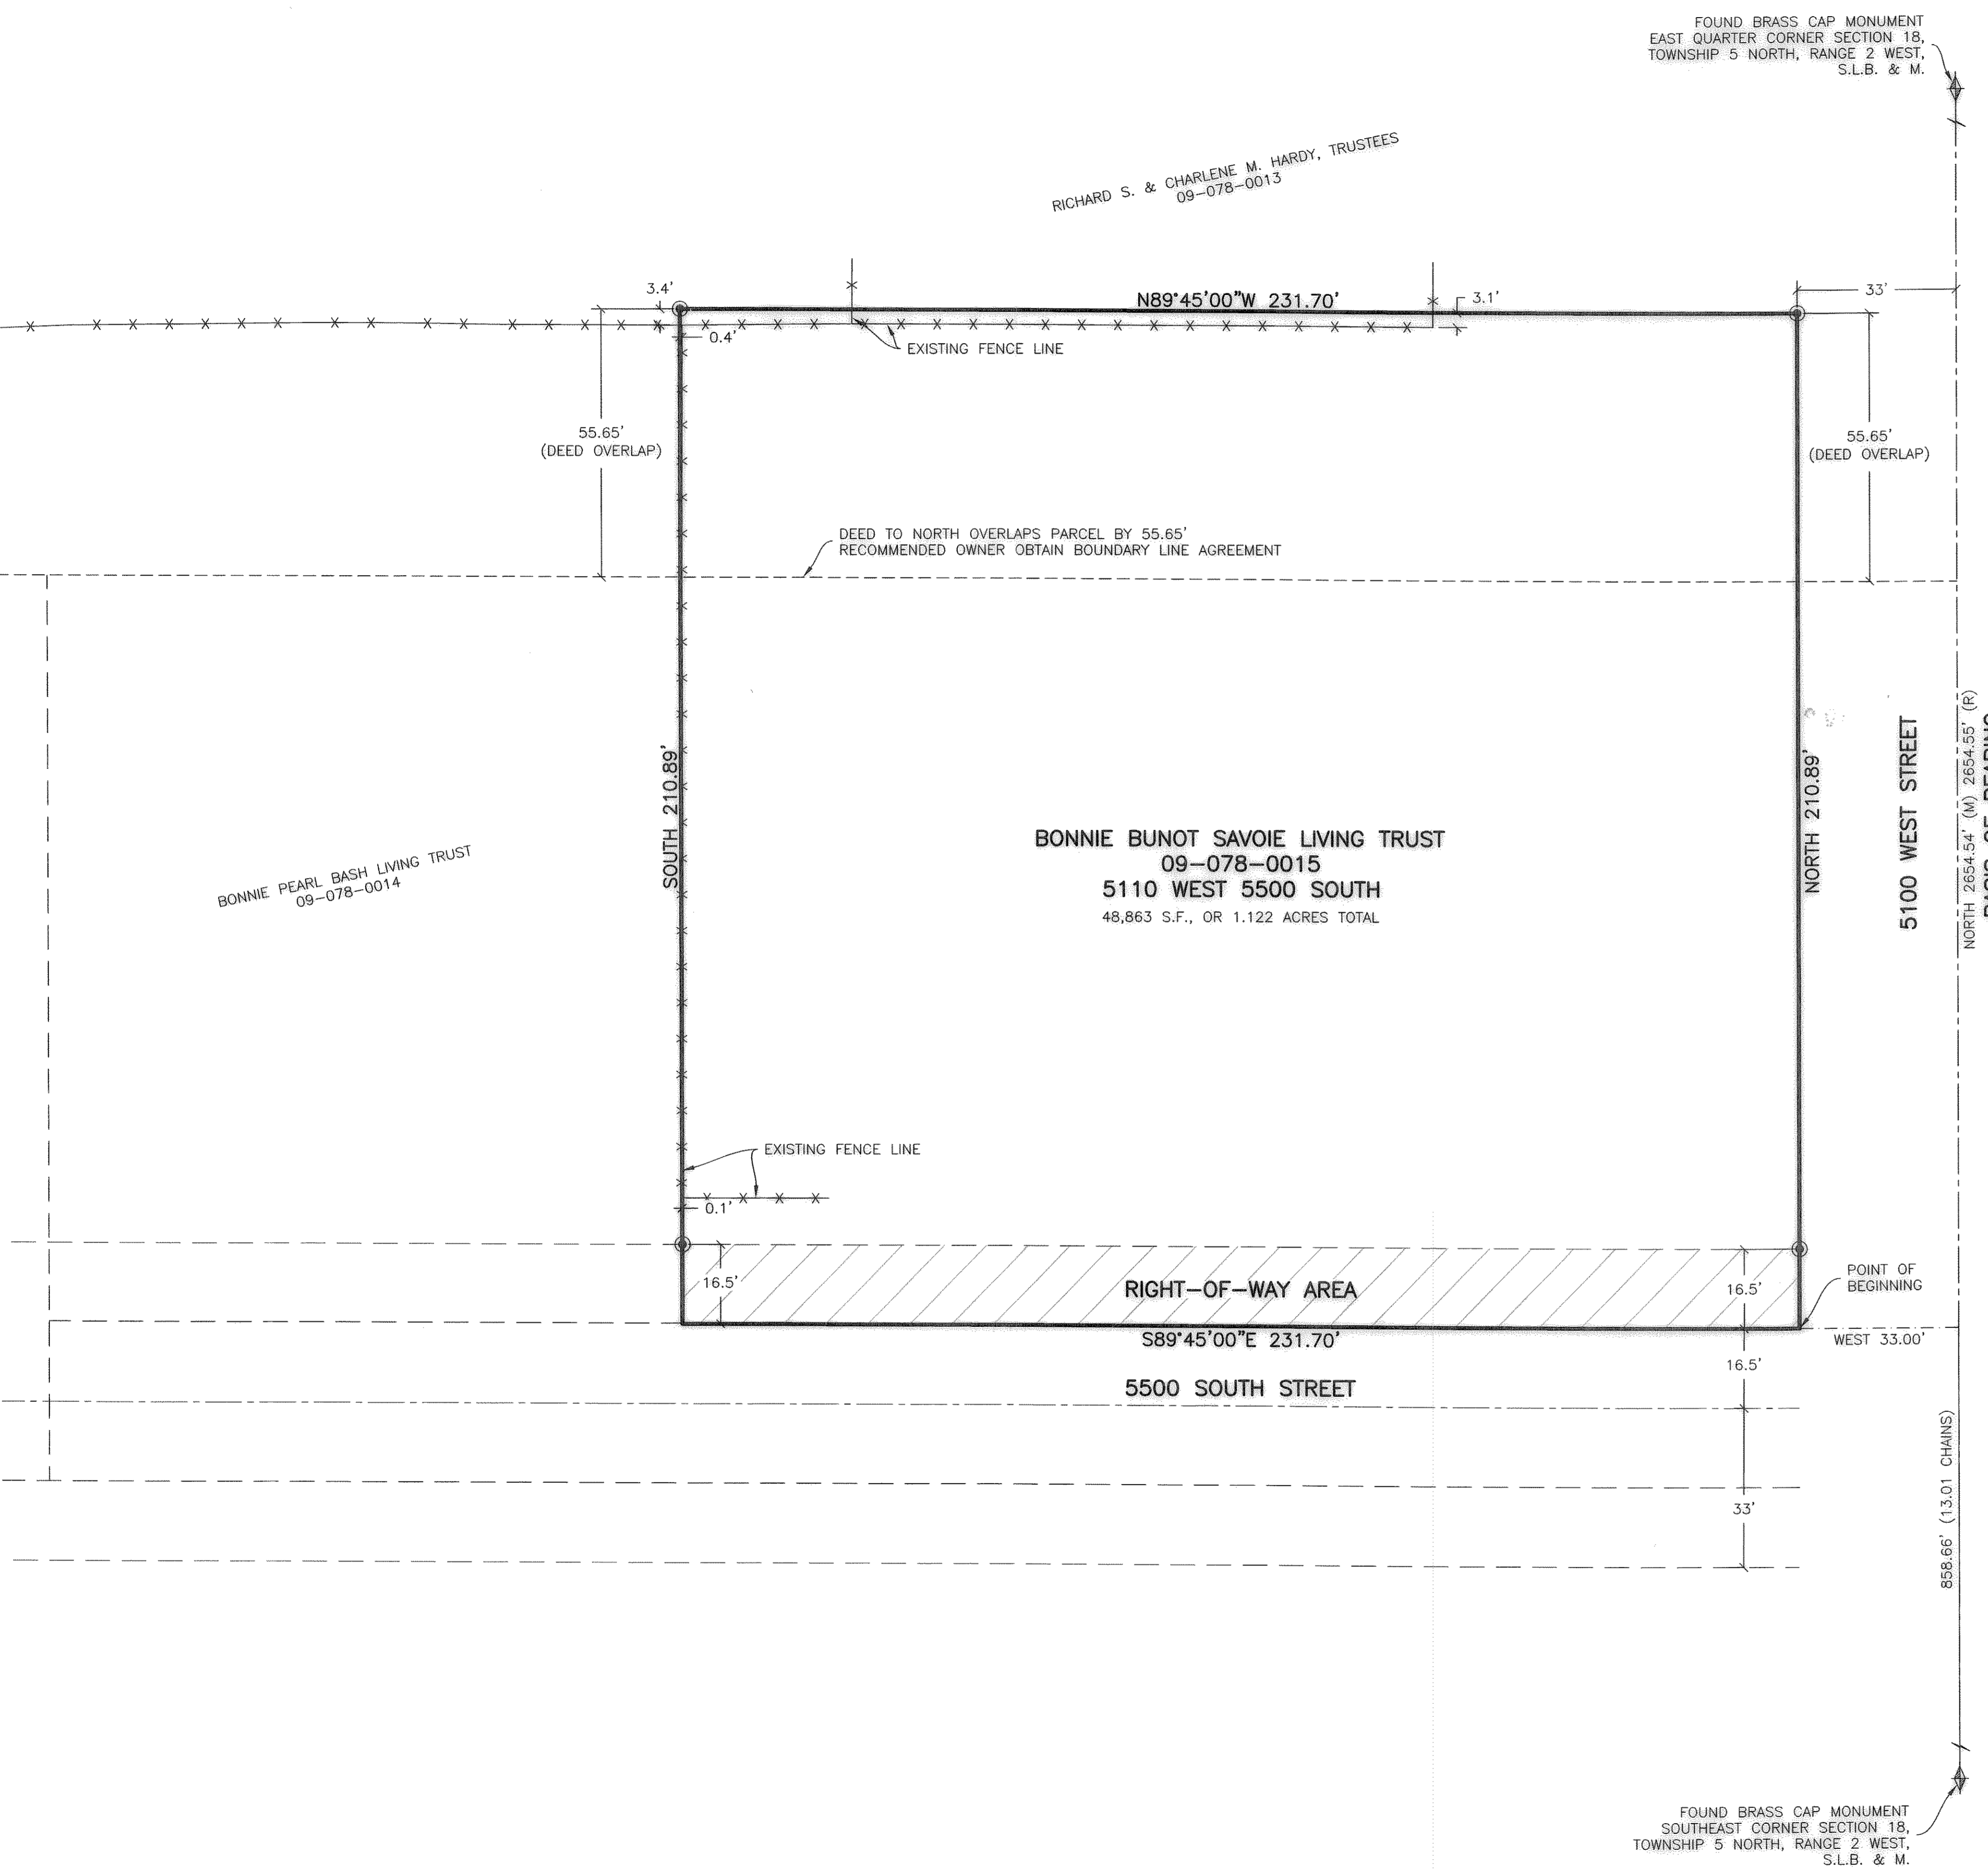 FOUND BRASS CAP MONUMENT
EAST QUARTER CORNER SECTION 18,
TOWNSHIP 5 NORTH, RANGE 2 WEST,
S.L.B. & M.
RICHARD S. & CHARLENE M. HARDY, TRUSTEES
09-078-0013
3.4'
N89°45'00"W 231.70'
3.1'
33'
0.4'
EXISTING FENCE LINE
55.65'
(DEED OVERLAP)
55.65'
(DEED OVERLAP)
DEED TO NORTH OVERLAPS PARCEL BY 55.65'
RECOMMENDED OWNER OBTAIN BOUNDARY LINE AGREEMENT
SOUTH 210.89'
NORTH 210.89'
5100 WEST STREET
NORTH 2654.54' (M) 2654.55' (R)
BASIS OF BEARING
BONNIE BUNOT SAVOIE LIVING TRUST
09-078-0015
5110 WEST 5500 SOUTH
48,863 S.F., OR 1.122 ACRES TOTAL
BONNIE PEARL BASH LIVING TRUST
09-078-0014
EXISTING FENCE LINE
0.1'
16.5'
RIGHT-OF-WAY AREA
16.5'
POINT OF
BEGINNING
S89°45'00"E 231.70'
WEST 33.00'
16.5'
5500 SOUTH STREET
33'
858.66' (13.01 CHAINS)
FOUND BRASS CAP MONUMENT
SOUTHEAST CORNER SECTION 18,
TOWNSHIP 5 NORTH, RANGE 2 WEST,
S.L.B. & M.